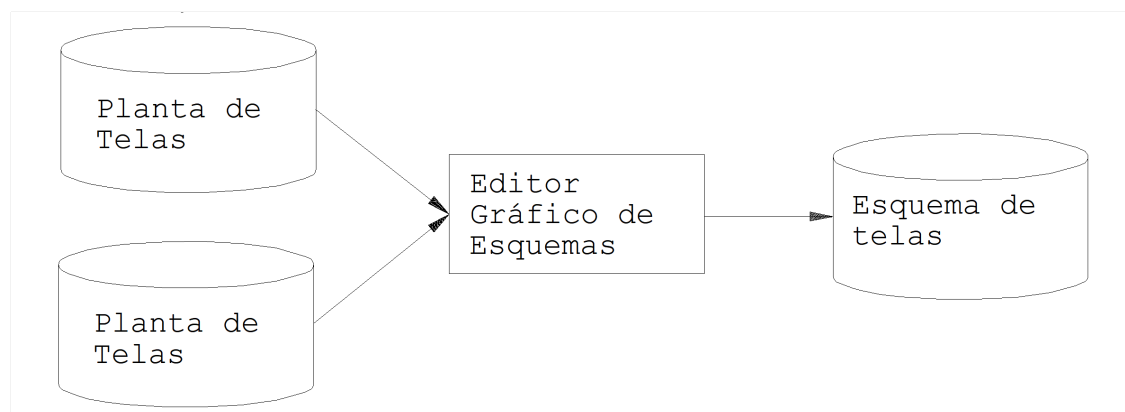 Planta de
Telas
Editor
Gráfico de
Esquemas
Esquema de
telas
Planta de
Telas